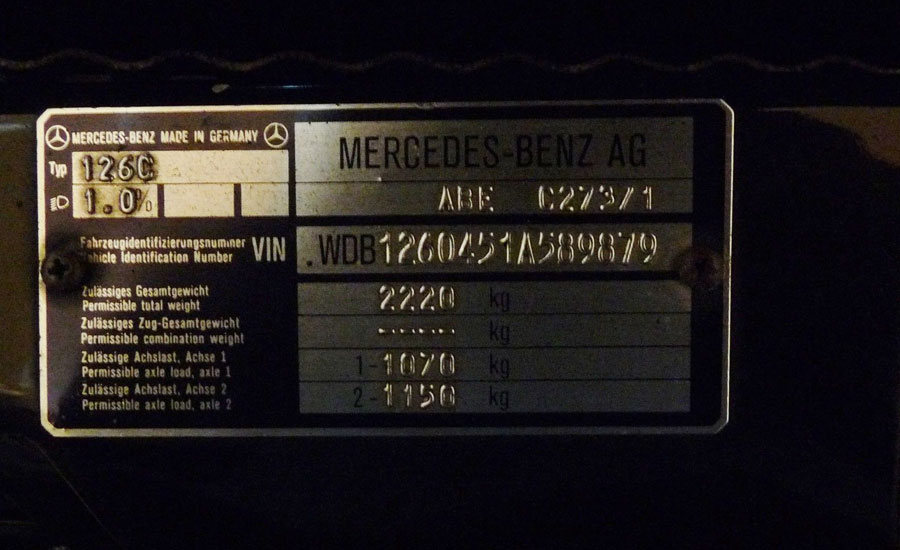 MERCEDES-BENZ MADE IN GERMANY
MERCEDES-BENZ AG
Typ 126C
1.0%
ABE C273/1
Fahrzeugidentifizierungsnummer
Vehicle Identification Number
VIN
.WDB1260451A589879
Zulässiges Gesamtgewicht
Permissible total weight
2220 kg
Zulässiges Zug-Gesamtgewicht
Permissible combination weight
---- kg
Zulässige Achslast, Achse 1
Permissible axle load, axle 1
1-1070 kg
Zulässige Achslast, Achse 2
Permissible axle load, axle 2
2-1150 kg